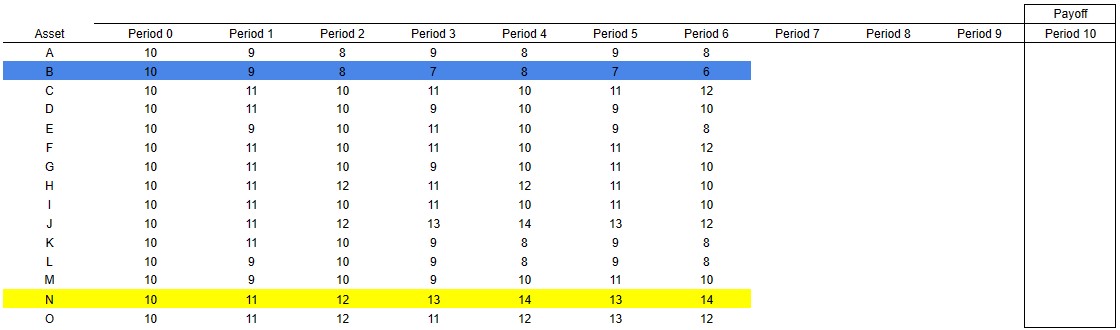 Payoff
Asset Period 0 Period 1 Period 2 Period 3 Period 4 Period 5 Period 6 Period 7 Period 8 Period 9 Period 10
A 10 9 8 9 8 9 8
B 10 9 8 7 8 7 6
C 10 11 10 11 10 11 12
D 10 11 10 9 10 9 10
E 10 9 10 11 10 9 8
F 10 11 10 11 10 11 12
G 10 11 10 9 10 11 10
H 10 11 12 11 12 11 10
I 10 11 10 11 10 11 10
J 10 11 12 13 14 13 12
K 10 11 10 9 8 9 8
L 10 9 10 9 8 9 8
M 10 9 10 9 10 11 10
N 10 11 12 13 14 13 14
O 10 11 12 11 12 13 12